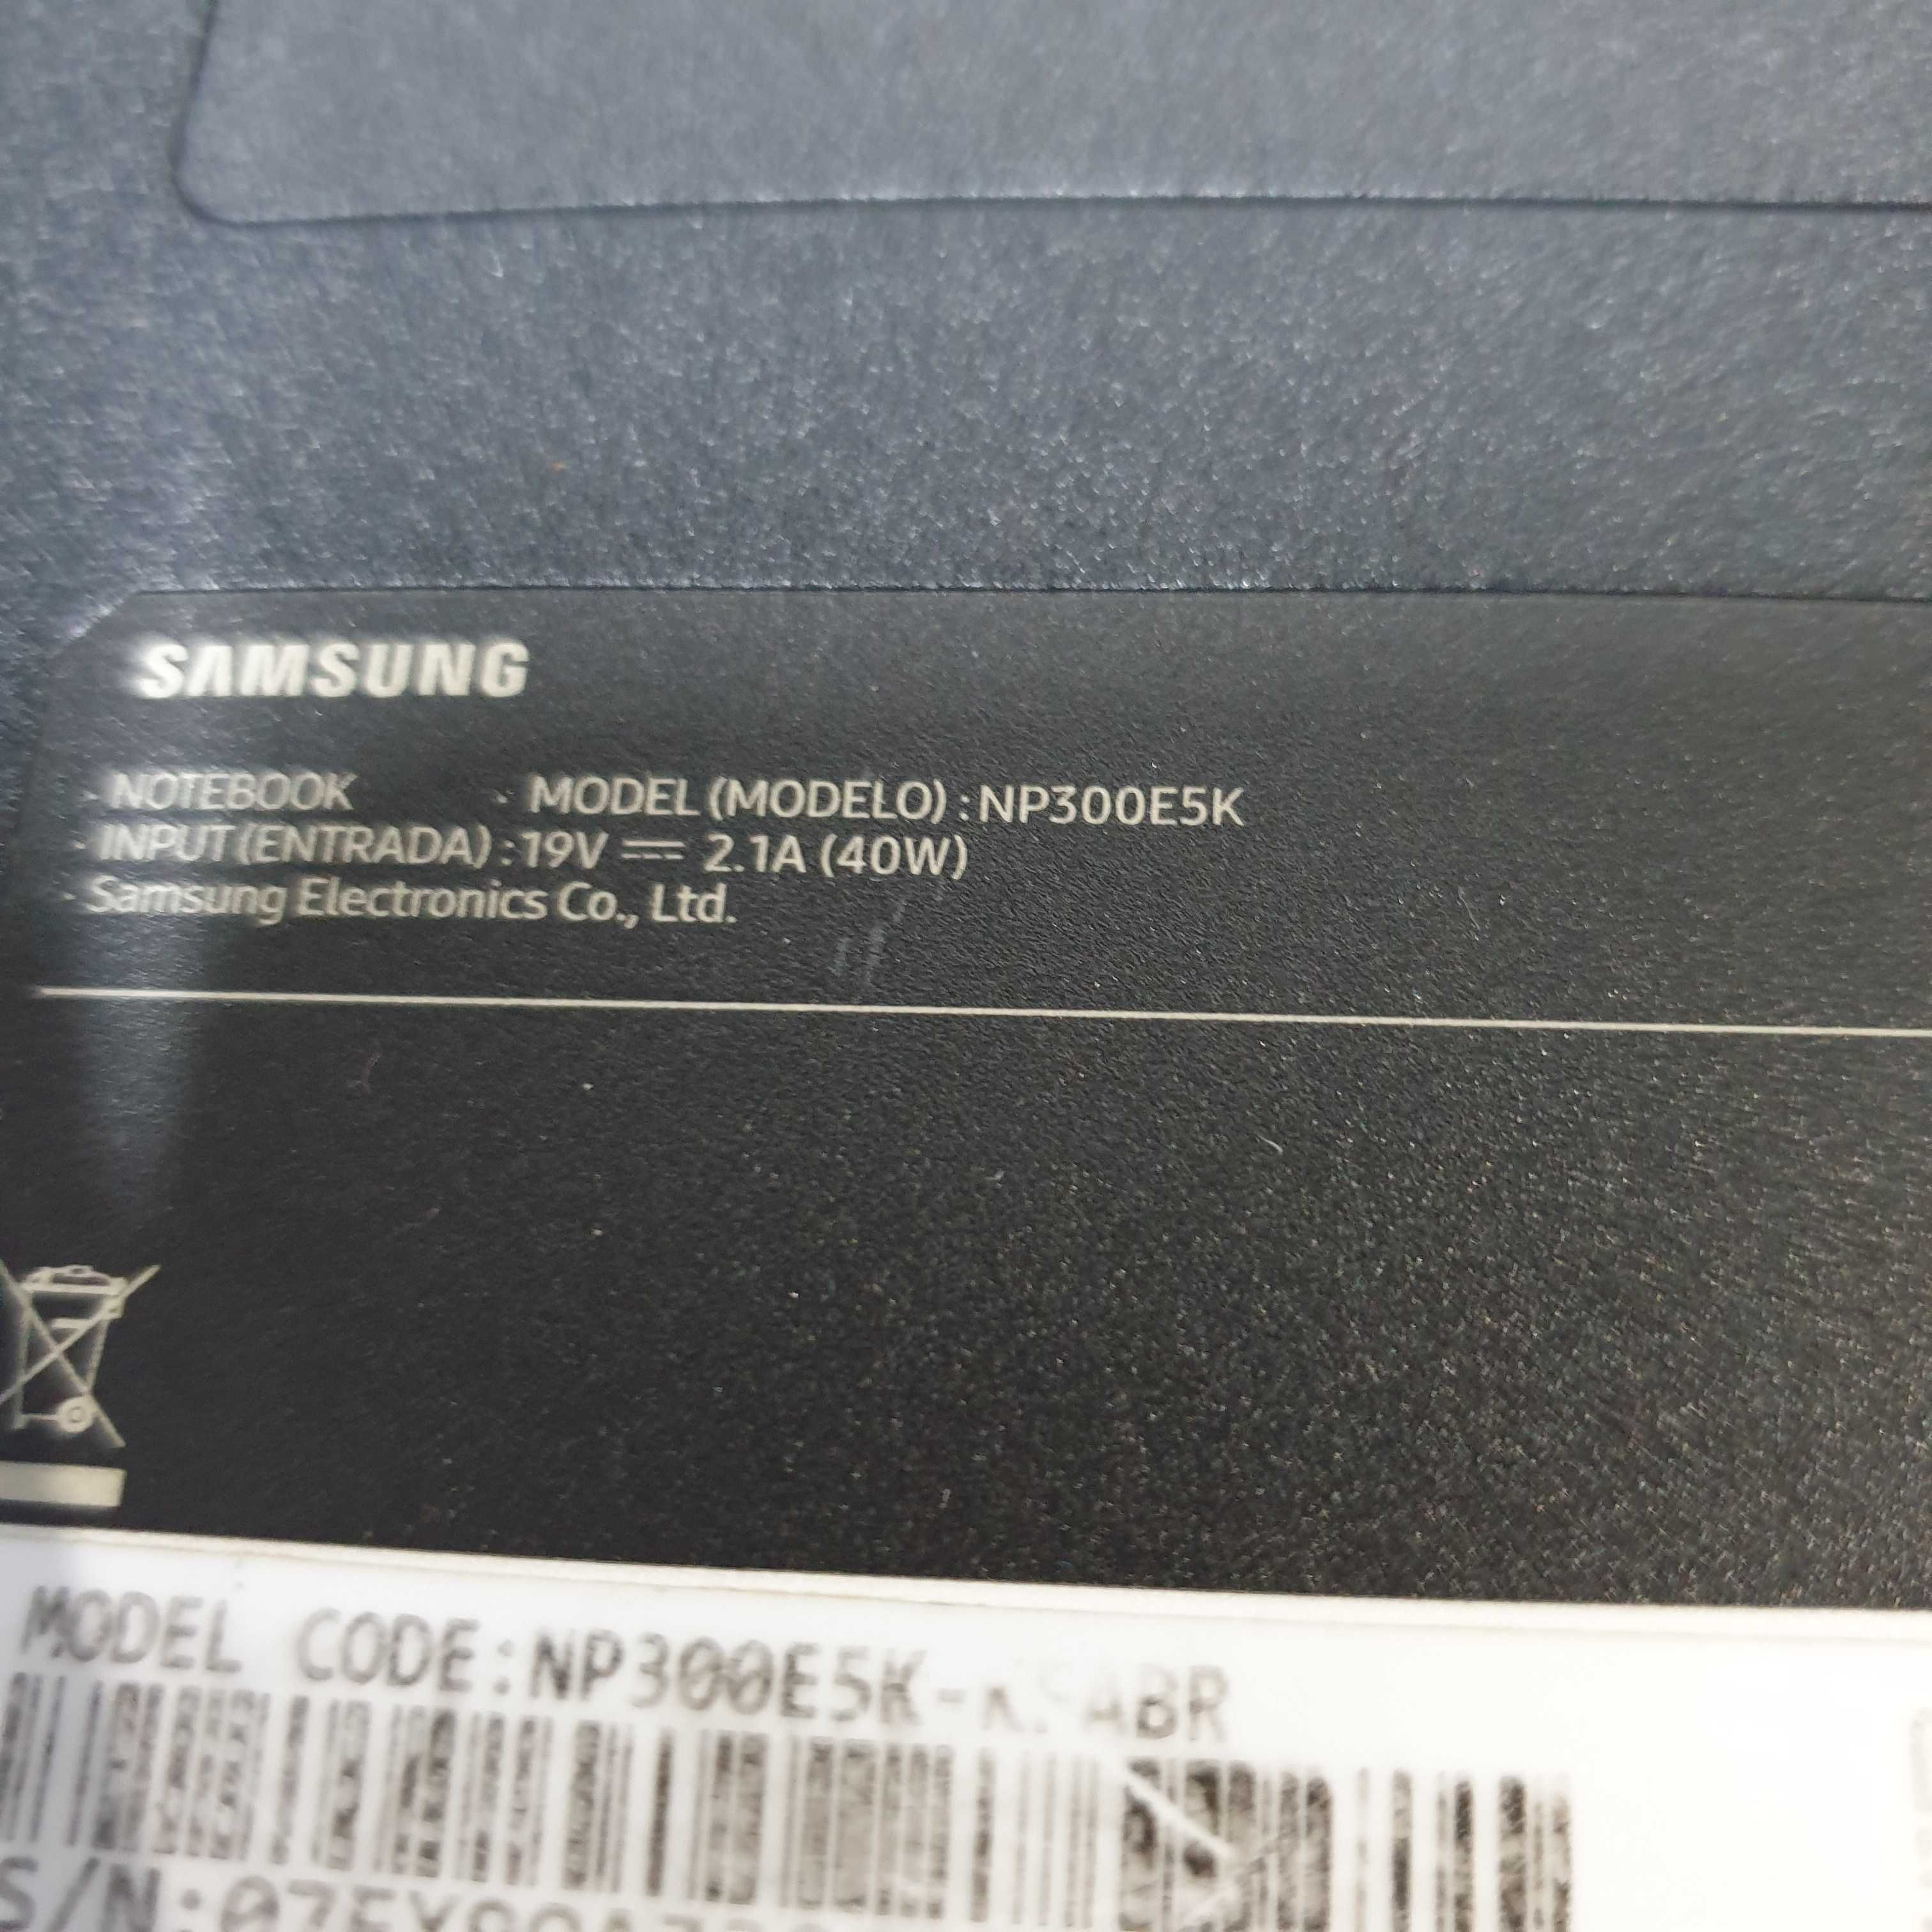 SAMSUNG
· NOTEBOOK · MODEL (MODELO) : NP300E5K
· INPUT (ENTRADA) : 19V ⎓ 2.1A (40W)
· Samsung Electronics Co., Ltd.
MODEL CODE:NP300E5K-
S/N: